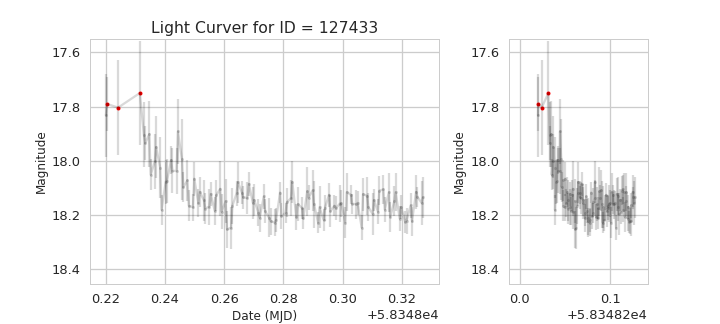 Light Curver for ID = 127433
Magnitude
17.6
17.8
18.0
18.2
18.4
0.22 0.24 0.26 0.28 0.30 0.32
Date (MJD)
+5.8348e4
Magnitude
17.6
17.8
18.0
18.2
18.4
0.0 0.1
+5.83482e4